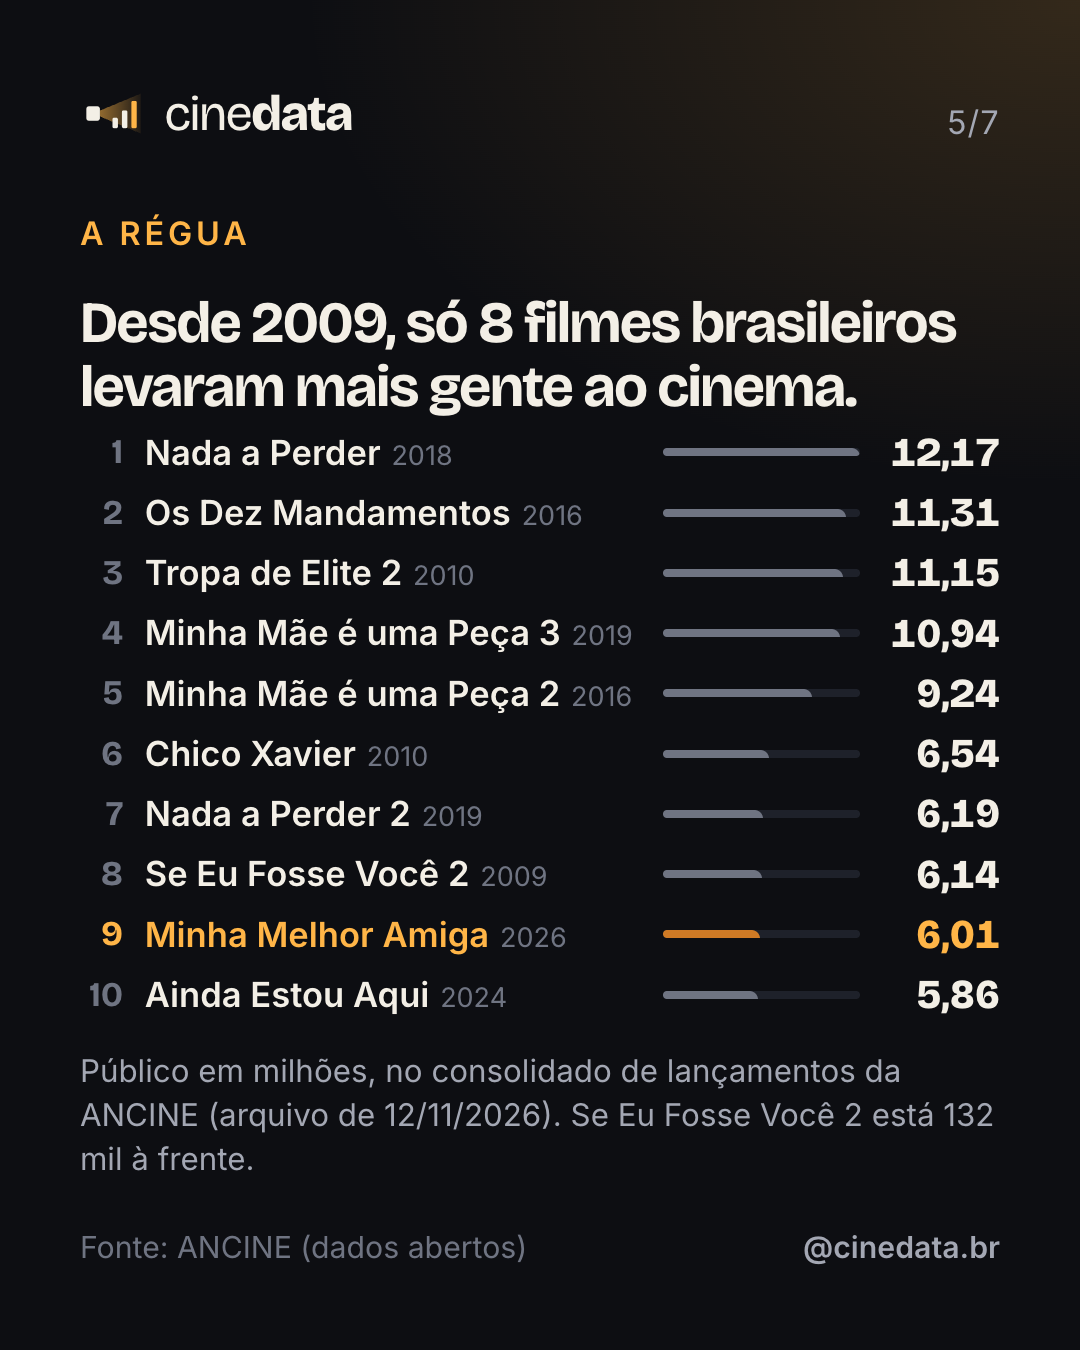 cinedata
5/7
A RÉGUA
Desde 2009, só 8 filmes brasileiros
levaram mais gente ao cinema.
1 Nada a Perder 2018 12,17
2 Os Dez Mandamentos 2016 11,31
3 Tropa de Elite 2 2010 11,15
4 Minha Mãe é uma Peça 3 2019 10,94
5 Minha Mãe é uma Peça 2 2016 9,24
6 Chico Xavier 2010 6,54
7 Nada a Perder 2 2019 6,19
8 Se Eu Fosse Você 2 2009 6,14
9 Minha Melhor Amiga 2026 6,01
10 Ainda Estou Aqui 2024 5,86
Público em milhões, no consolidado de lançamentos da
ANCINE (arquivo de 12/11/2026). Se Eu Fosse Você 2 está 132
mil à frente.
Fonte: ANCINE (dados abertos)
@cinedata.br